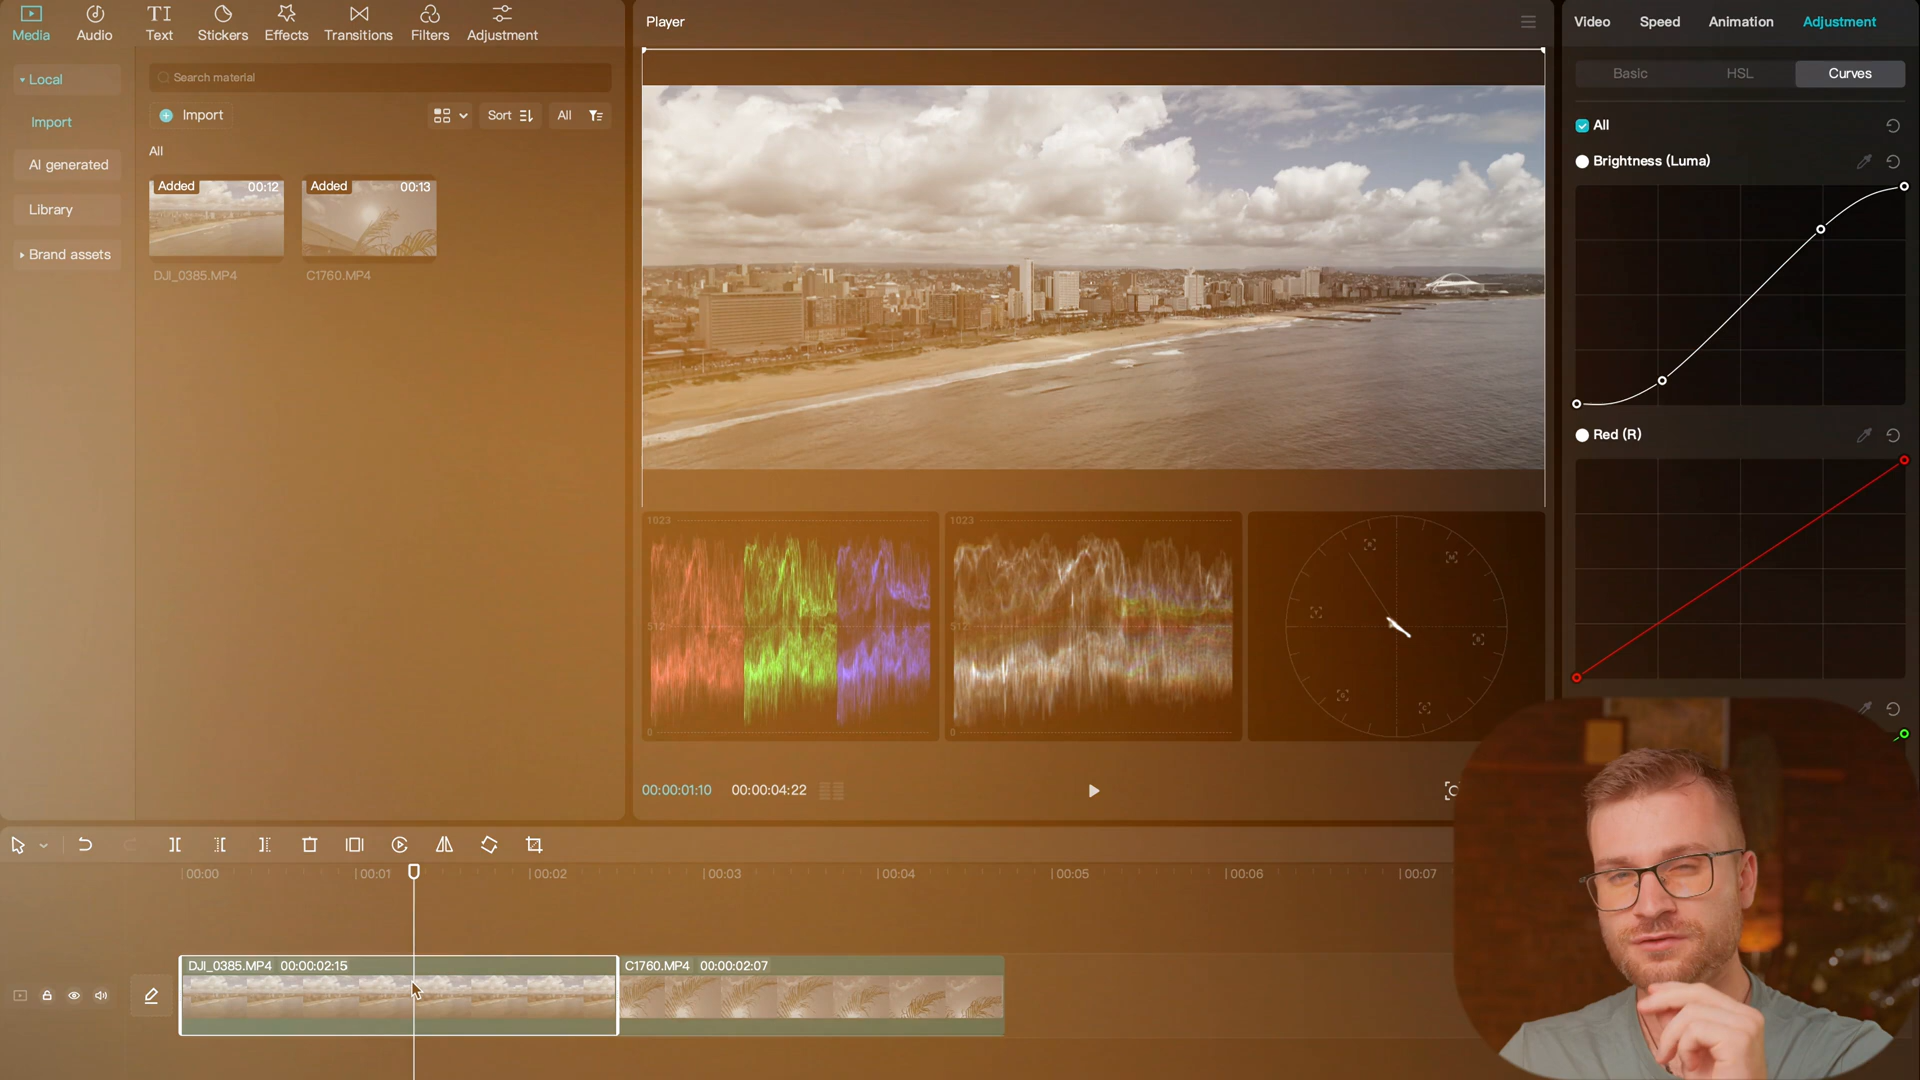 Media
Audio
Text
Stickers
Effects
Transitions
Filters
Adjustment
Player
Video
Speed
Animation
Adjustment
Local
Import
AI generated
Library
Brand assets
Search material
Import
Sort
All
All
Added 00:12
Added 00:13
DJI_0385.MP4
C1760.MP4
Basic
HSL
Curves
All
Brightness (Luma)
Red (R)
1023
512
0
1023
512
0
R
M
Y
B
G
C
00:00:01:10
00:00:04:22
00:00
00:01
00:02
00:03
00:04
00:05
00:06
00:07
DJI_0385.MP4 00:00:02:15
C1760.MP4 00:00:02:07